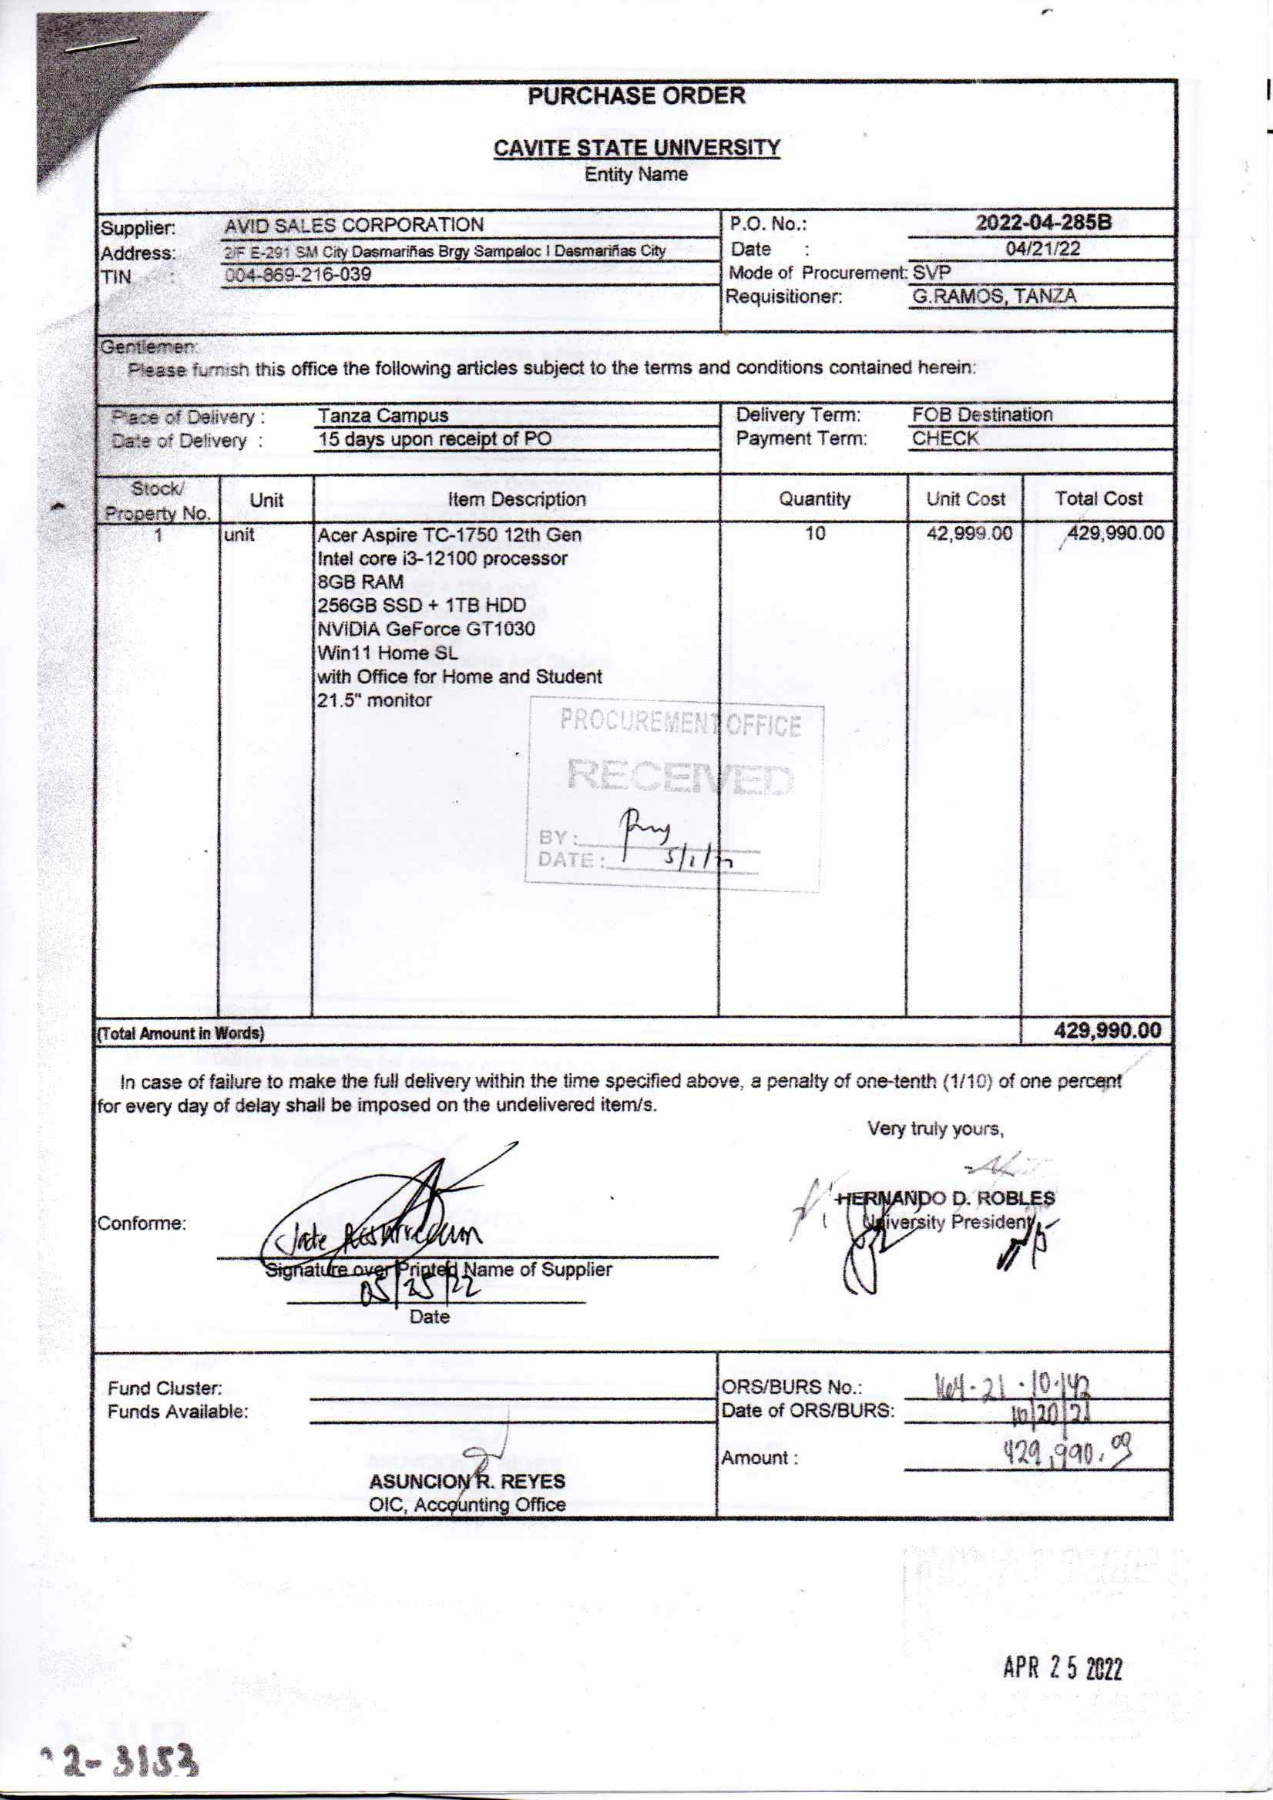 PURCHASE ORDER
CAVITE STATE UNIVERSITY
Entity Name
Supplier: AVID SALES CORPORATION
Address: 2/F E-291 SM City Dasmariñas Brgy Sampaloc I Dasmariñas City
TIN : 004-869-216-039
P.O. No.: 2022-04-285B
Date : 04/21/22
Mode of Procurement: SVP
Requisitioner: G.RAMOS, TANZA
Gentlemen:
Please furnish this office the following articles subject to the terms and conditions contained herein:
Place of Delivery : Tanza Campus
Date of Delivery : 15 days upon receipt of PO
Delivery Term: FOB Destination
Payment Term: CHECK
Stock/ Property No. Unit Item Description Quantity Unit Cost Total Cost
1 unit Acer Aspire TC-1750 12th Gen 10 42,999.00 429,990.00
Intel core i3-12100 processor
8GB RAM
256GB SSD + 1TB HDD
NVIDIA GeForce GT1030
Win11 Home SL
with Office for Home and Student
21.5" monitor
PROCUREMENT OFFICE
RECEIVED
BY:
DATE:
(Total Amount in Words) 429,990.00
In case of failure to make the full delivery within the time specified above, a penalty of one-tenth (1/10) of one percent
for every day of delay shall be imposed on the undelivered item/s.
Very truly yours,
HERNANDO D. ROBLES
University President
Conforme:
Signature over Printed Name of Supplier
05/25/22
Date
Fund Cluster:
Funds Available:
ASUNCION R. REYES
OIC, Accounting Office
ORS/BURS No.: 164-21-10-142
Date of ORS/BURS: 10/20/21
Amount : 429,990.00
APR 25 2022
2-3153